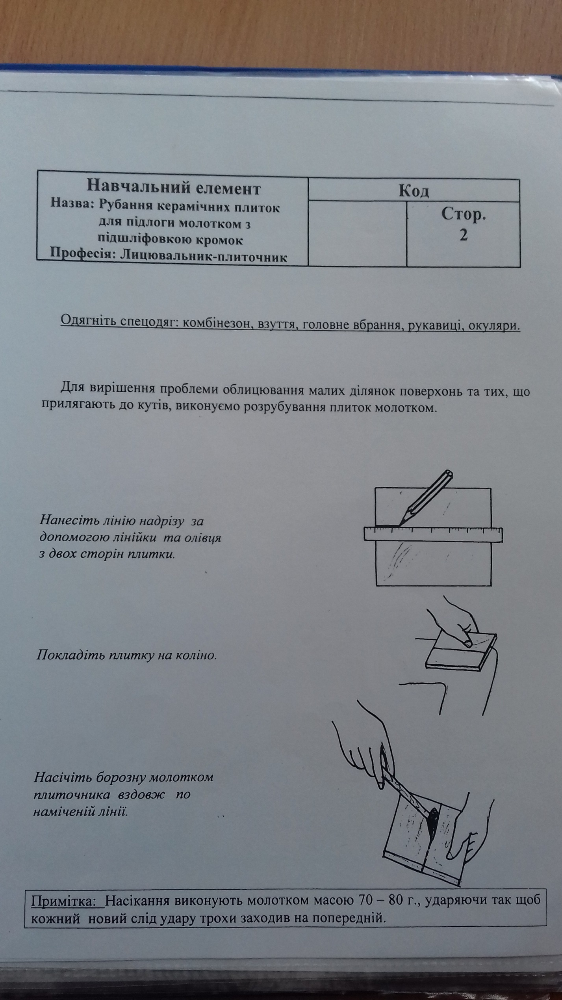 Навчальний елемент
Назва: Рубання керамічних плиток
для підлоги молотком з
підшліфовкою кромок
Професія: Лицювальник-плиточник
Код
Стор.
2
Одягніть спецодяг: комбінезон, взуття, головне вбрання, рукавиці, окуляри.
Для вирішення проблеми облицювання малих ділянок поверхонь та тих, що
прилягають до кутів, виконуємо розрубування плиток молотком.
Нанесіть лінію надрізу за
допомогою лінійки та олівця
з двох сторін плитки.
Покладіть плитку на коліно.
Насічіть борозну молотком
плиточника вздовж по
наміченій лінії.
Примітка: Насікання виконують молотком масою 70 – 80 г., ударяючи так щоб
кожний новий слід удару трохи заходив на попередній.